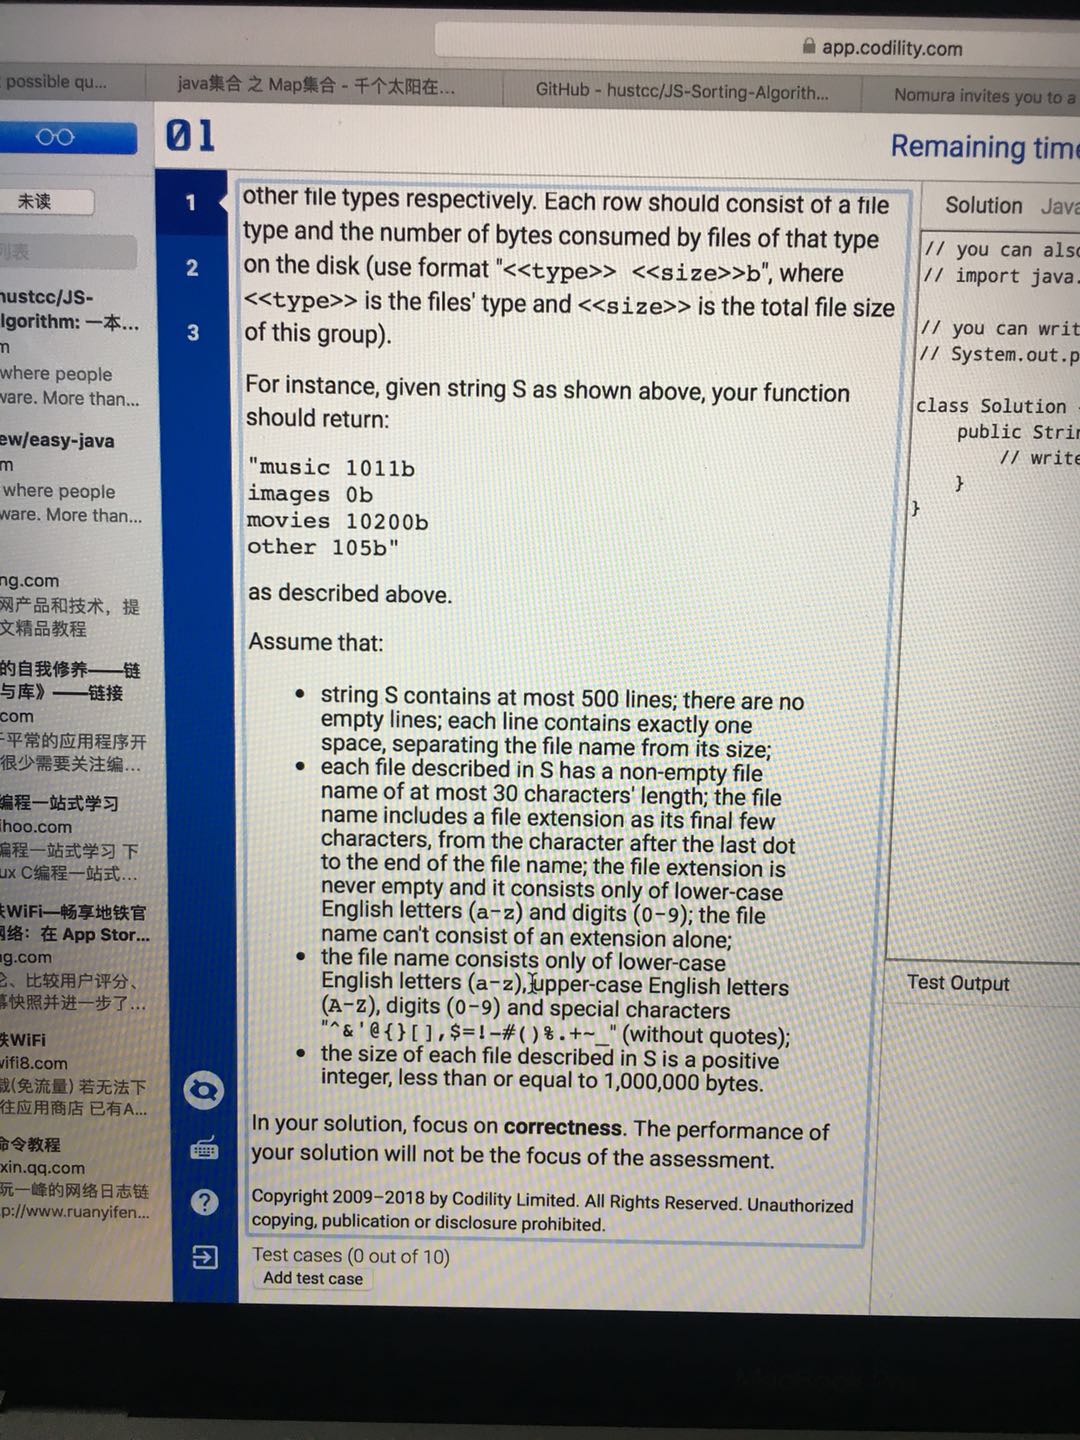 app.codility.com
possible qu...
java集合 之 Map集合 - 千个太阳在...
GitHub - hustcc/JS-Sorting-Algorith...
Nomura invites you to a
01
Remaining time
未读
列表
hustcc/JS-
lgorithm: 一本...
m
where people
ware. More than...
ew/easy-java
m
where people
ware. More than...
ng.com
网产品和技术，提
文精品教程
的自我修养——链
与库》——链接
com
平常的应用程序开
很少需要关注编...
编程一站式学习
ihoo.com
编程一站式学习 下
ux C编程一站式...
WiFi—畅享地铁官
网络：在 App Stor...
ng.com
论、比较用户评分、
幕快照并进一步了...
铁WiFi
wifi8.com
载(免流量) 若无法下
往应用商店 已有A...
命令教程
xin.qq.com
阮一峰的网络日志链
p://www.ruanyifen...
1
2
3
other file types respectively. Each row should consist of a file
type and the number of bytes consumed by files of that type
on the disk (use format "<<type>> <<size>>b", where
<<type>> is the files' type and <<size>> is the total file size
of this group).
For instance, given string S as shown above, your function
should return:
"music 1011b
images 0b
movies 10200b
other 105b"
as described above.
Assume that:
• string S contains at most 500 lines; there are no
empty lines; each line contains exactly one
space, separating the file name from its size;
• each file described in S has a non-empty file
name of at most 30 characters' length; the file
name includes a file extension as its final few
characters, from the character after the last dot
to the end of the file name; the file extension is
never empty and it consists only of lower-case
English letters (a-z) and digits (0-9); the file
name can't consist of an extension alone;
• the file name consists only of lower-case
English letters (a-z), upper-case English letters
(A-Z), digits (0-9) and special characters
"^&'@{}[],$=!-#()%.+~_" (without quotes);
• the size of each file described in S is a positive
integer, less than or equal to 1,000,000 bytes.
In your solution, focus on correctness. The performance of
your solution will not be the focus of the assessment.
Copyright 2009–2018 by Codility Limited. All Rights Reserved. Unauthorized
copying, publication or disclosure prohibited.
Test cases (0 out of 10)
Add test case
?
Solution Java
// you can also
// import java.
// you can writ
// System.out.p
class Solution
public Strin
// write
}
}
Test Output